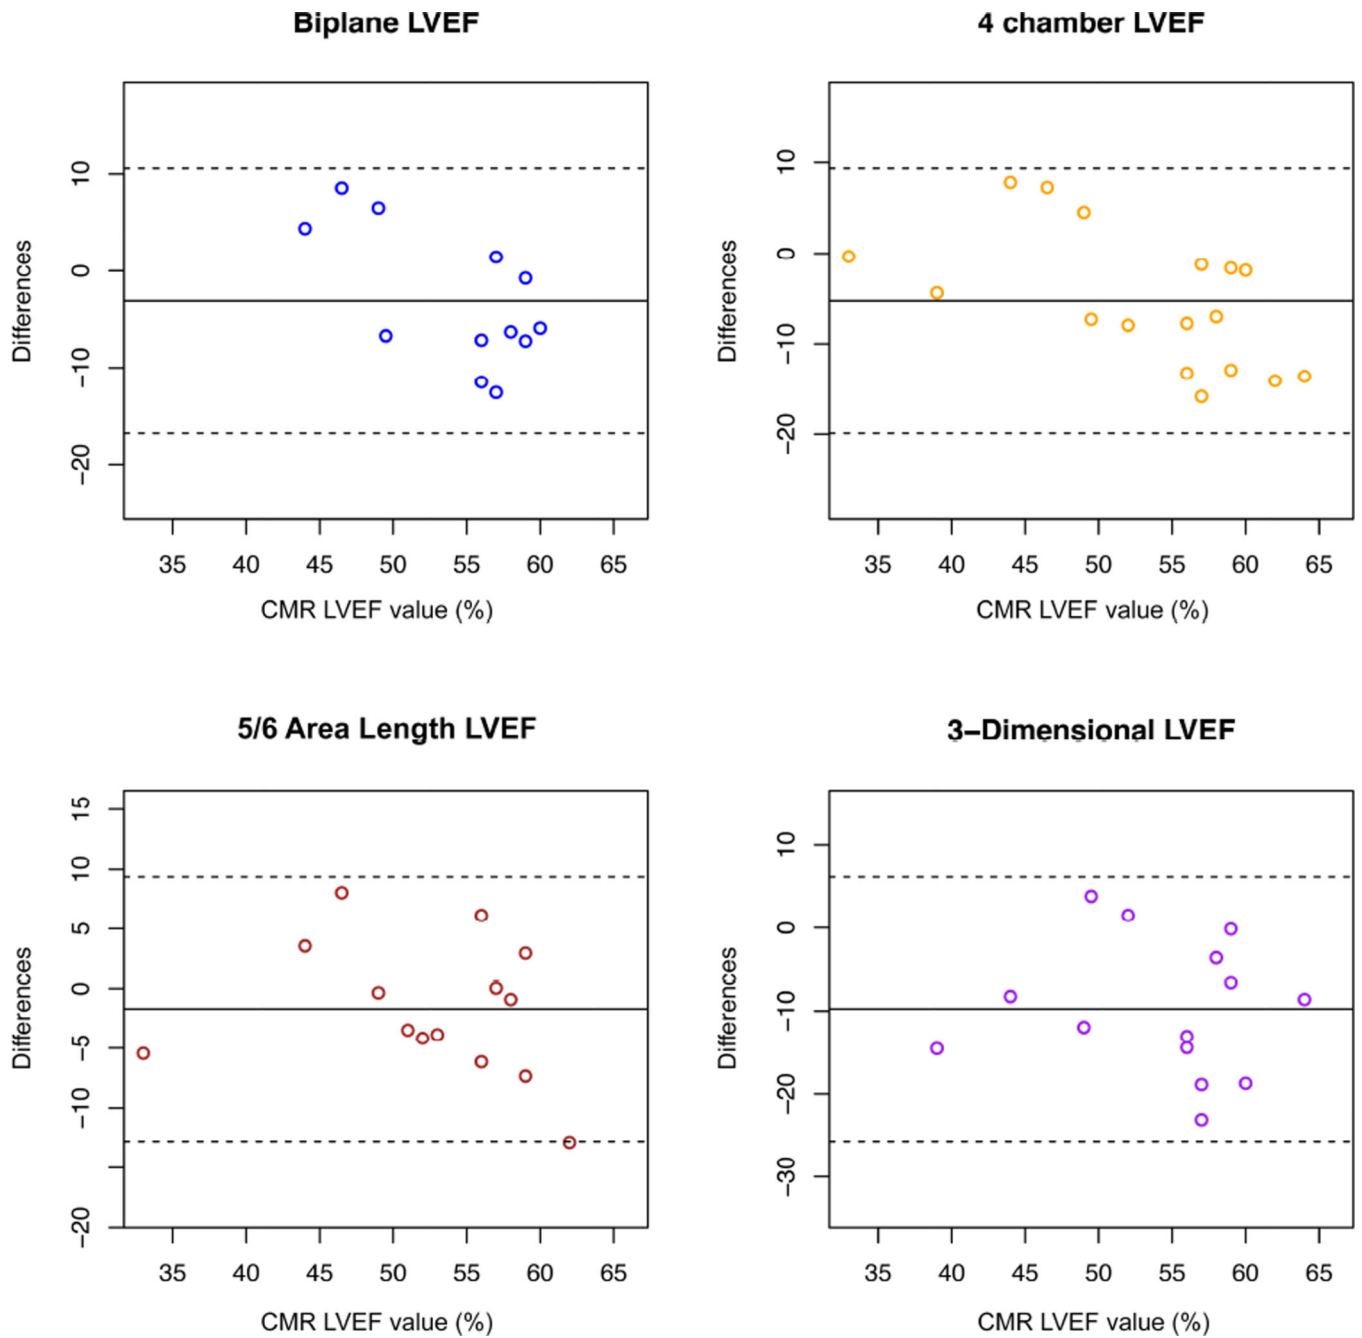 Biplane LVEF
10
0
−10
−20
Differences
35 40 45 50 55 60 65
CMR LVEF value (%)
4 chamber LVEF
10
0
−10
−20
Differences
35 40 45 50 55 60 65
CMR LVEF value (%)
5/6 Area Length LVEF
15
10
5
0
−5
−10
−20
Differences
35 40 45 50 55 60 65
CMR LVEF value (%)
3−Dimensional LVEF
10
0
−10
−20
−30
Differences
35 40 45 50 55 60 65
CMR LVEF value (%)